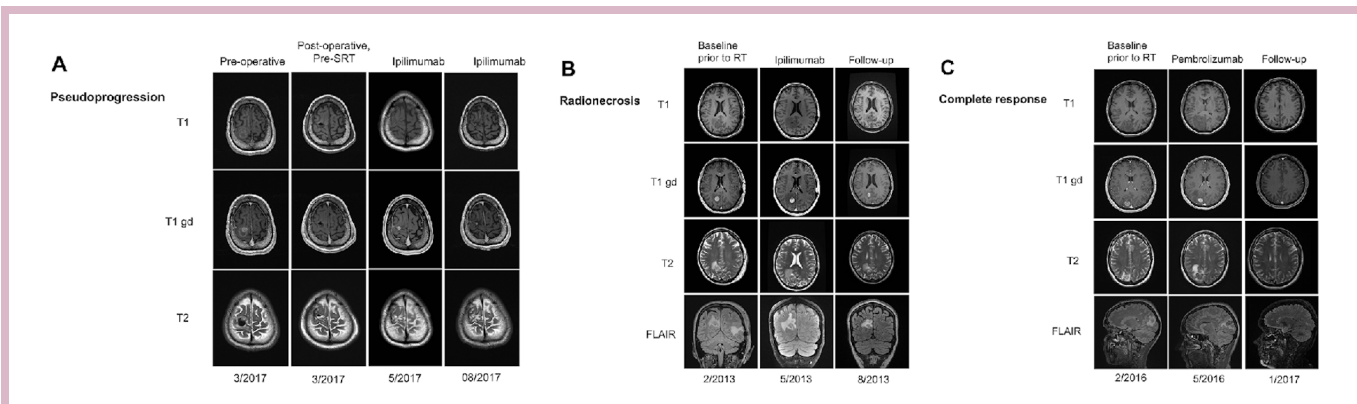 A
Pseudoprogression
Pre-operative
Post-operative,
Pre-SRT
Ipilimumab
Ipilimumab
T1
T1 gd
T2
3/2017
3/2017
5/2017
08/2017
B
Radionecrosis
Baseline
prior to RT
Ipilimumab
Follow-up
T1
T1 gd
T2
FLAIR
2/2013
5/2013
8/2013
C
Complete response
Baseline
prior to RT
Pembrolizumab
Follow-up
T1
T1 gd
T2
FLAIR
2/2016
5/2016
1/2017